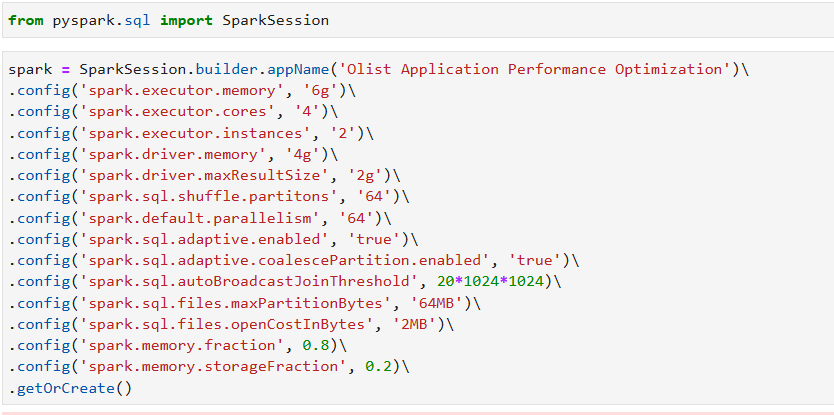 from pyspark.sql import SparkSession
spark = SparkSession.builder.appName('Olist Application Performance Optimization')\
.config('spark.executor.memory', '6g')\
.config('spark.executor.cores', '4')\
.config('spark.executor.instances', '2')\
.config('spark.driver.memory', '4g')\
.config('spark.driver.maxResultSize', '2g')\
.config('spark.sql.shuffle.partitons', '64')\
.config('spark.default.parallelism', '64')\
.config('spark.sql.adaptive.enabled', 'true')\
.config('spark.sql.adaptive.coalescePartition.enabled', 'true')\
.config('spark.sql.autoBroadcastJoinThreshold', 20*1024*1024)\
.config('spark.sql.files.maxPartitionBytes', '64MB')\
.config('spark.sql.files.openCostInBytes', '2MB')\
.config('spark.memory.fraction', 0.8)\
.config('spark.memory.storageFraction', 0.2)\
.getOrCreate()